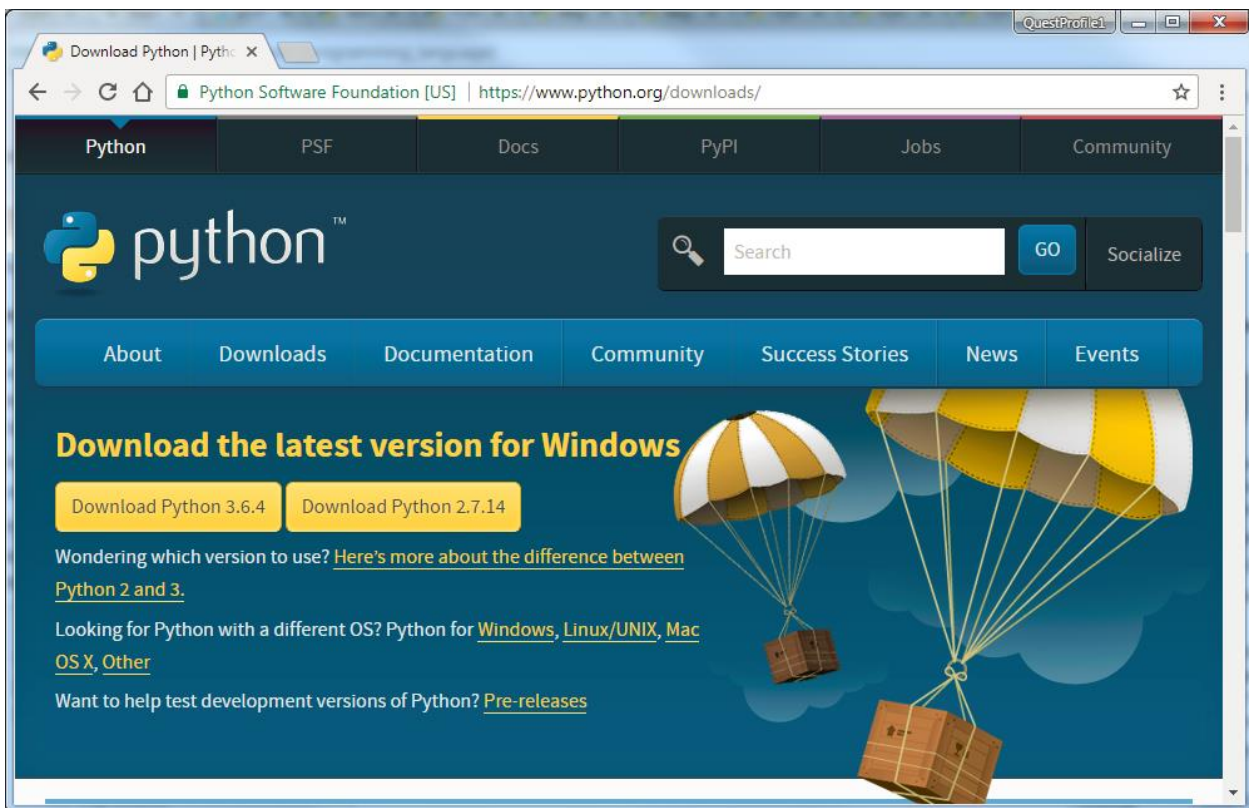 QuestProfile1
Download Python | Pytho
Python Software Foundation [US] | https://www.python.org/downloads/
Python PSF Docs PyPI Jobs Community
python™
Search GO Socialize
About Downloads Documentation Community Success Stories News Events
Download the latest version for Windows
Download Python 3.6.4 Download Python 2.7.14
Wondering which version to use? Here's more about the difference between
Python 2 and 3.
Looking for Python with a different OS? Python for Windows, Linux/UNIX, Mac
OS X, Other
Want to help test development versions of Python? Pre-releases